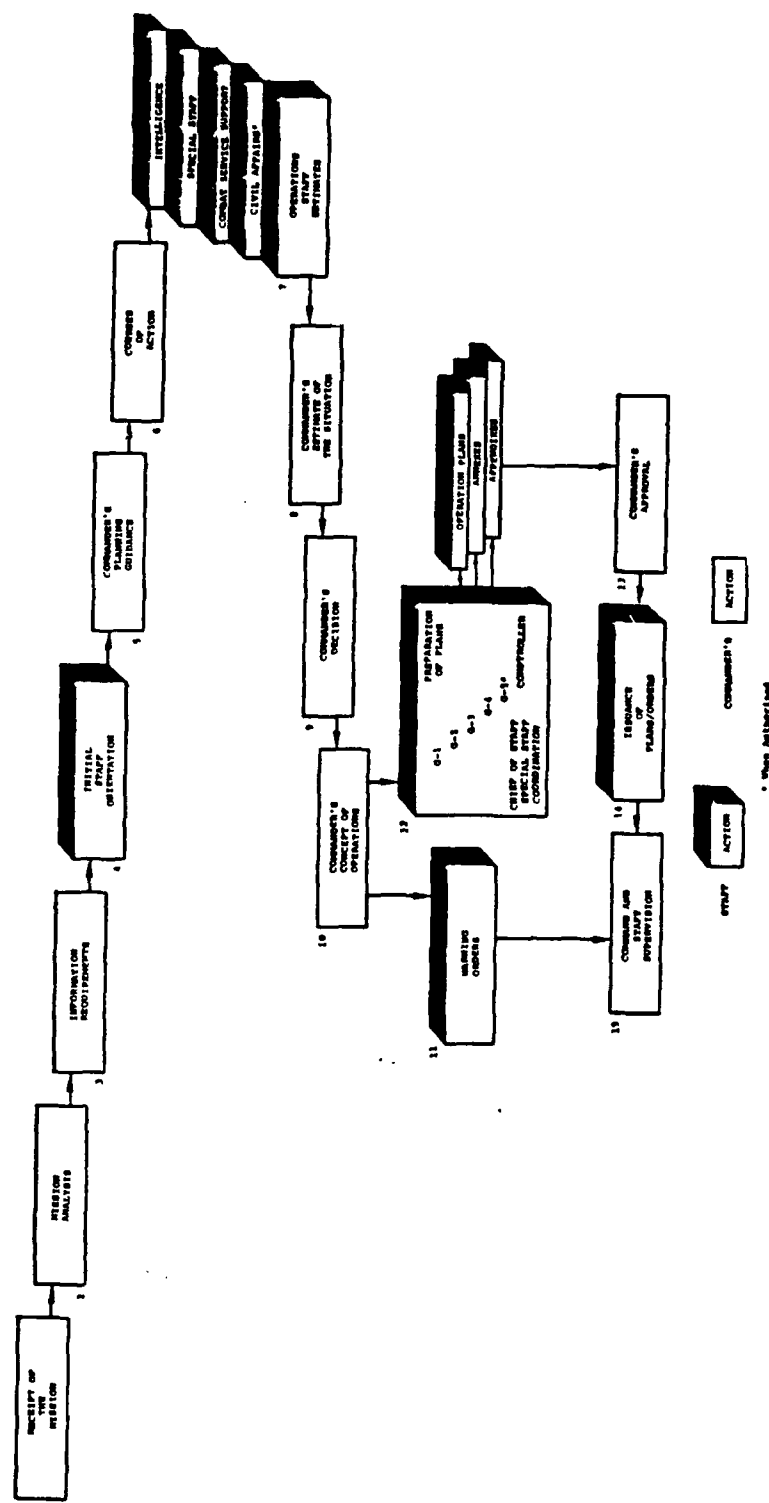 RECEIPT OF
THE
MISSION
2
MISSION
ANALYSIS
3
INFORMATION
REQUIREMENTS
4
INITIAL
STAFF
ORIENTATION
5
COMMANDER'S
PLANNING
GUIDANCE
6
COURSES
OF
ACTION
INTELLIGENCE
SPECIAL STAFF
COMBAT SERVICE SUPPORT
CIVIL AFFAIRS*
7
OPERATIONS
STAFF
ESTIMATES
8
COMMANDER'S
ESTIMATE OF
THE SITUATION
9
COMMANDER'S
DECISION
10
COMMANDER'S
CONCEPT OF
OPERATIONS
11
WARNING
ORDERS
12
PREPARATION
OF PLANS
G-1
G-2
G-3
G-4
G-5*
COMPTROLLER
CHIEF OF STAFF
SPECIAL STAFF
COORDINATION
OPERATION PLANS
ANNEXES
APPENDIXES
13
COMMANDER'S
APPROVAL
14
ISSUANCE
OF
PLANS/ORDERS
15
COMMAND AND
STAFF
SUPERVISION
STAFF
ACTION
COMMANDER'S
ACTION
* When Authorized